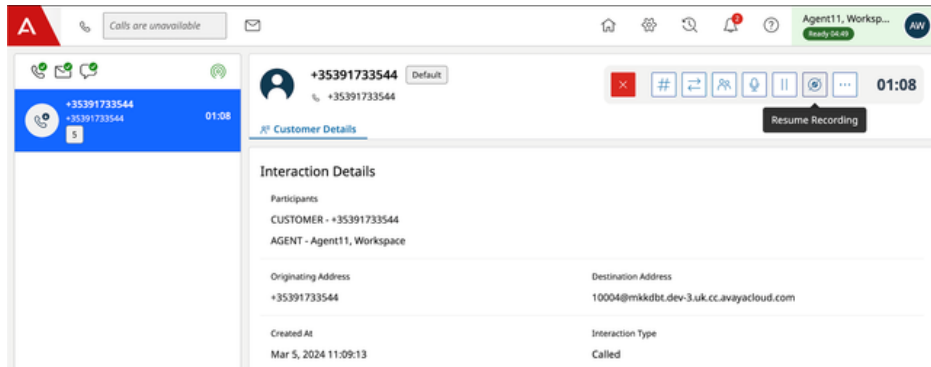 Calls are unavailable
2
Agent11, Worksp...
Ready 04:49
AW
+35391733544
+35391733544
01:08
5
+35391733544 Default
+35391733544
01:08
Resume Recording
Customer Details
Interaction Details
Participants
CUSTOMER - +35391733544
AGENT - Agent11, Workspace
Originating Address
Destination Address
+35391733544
10004@mkkdbt.dev-3.uk.cc.avayacloud.com
Created At
Interaction Type
Mar 5, 2024 11:09:13
Called